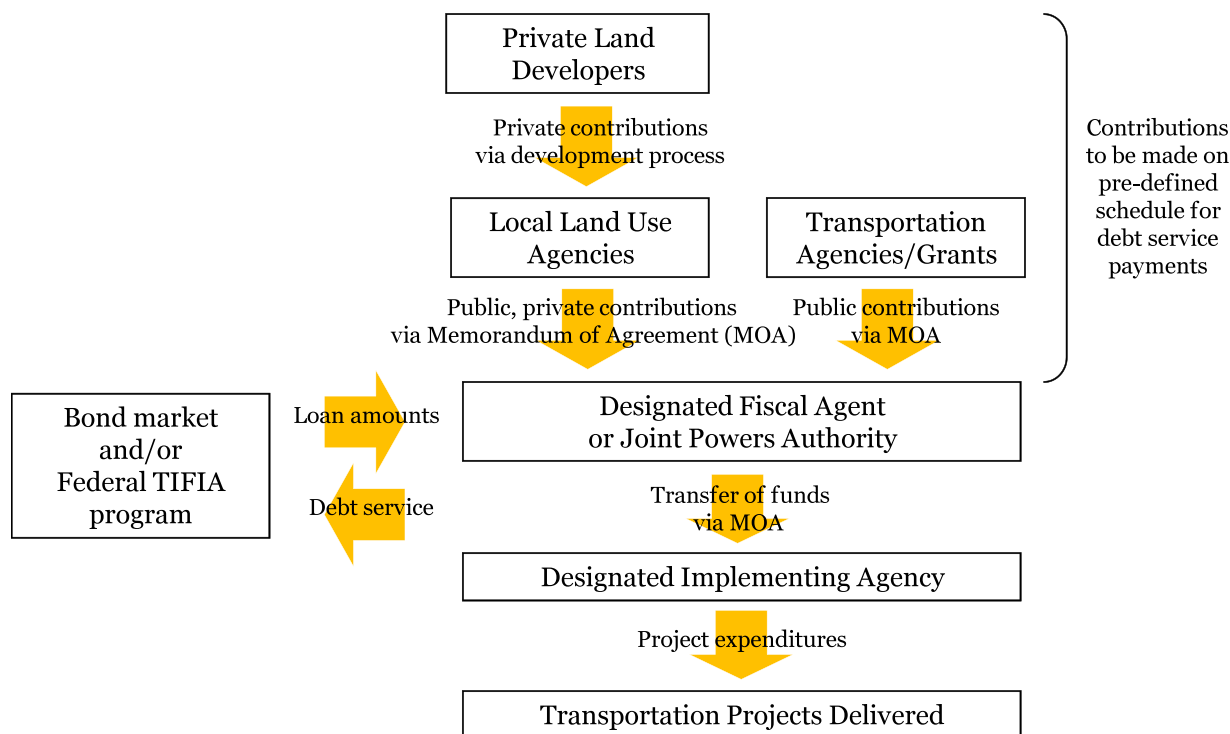 Private Land
Developers
Private contributions
via development process
Local Land Use
Agencies
Transportation
Agencies/Grants
Contributions
to be made on
pre-defined
schedule for
debt service
payments
Public, private contributions
via Memorandum of Agreement (MOA)
Public contributions
via MOA
Bond market
and/or
Federal TIFIA
program
Loan amounts
Debt service
Designated Fiscal Agent
or Joint Powers Authority
Transfer of funds
via MOA
Designated Implementing Agency
Project expenditures
Transportation Projects Delivered